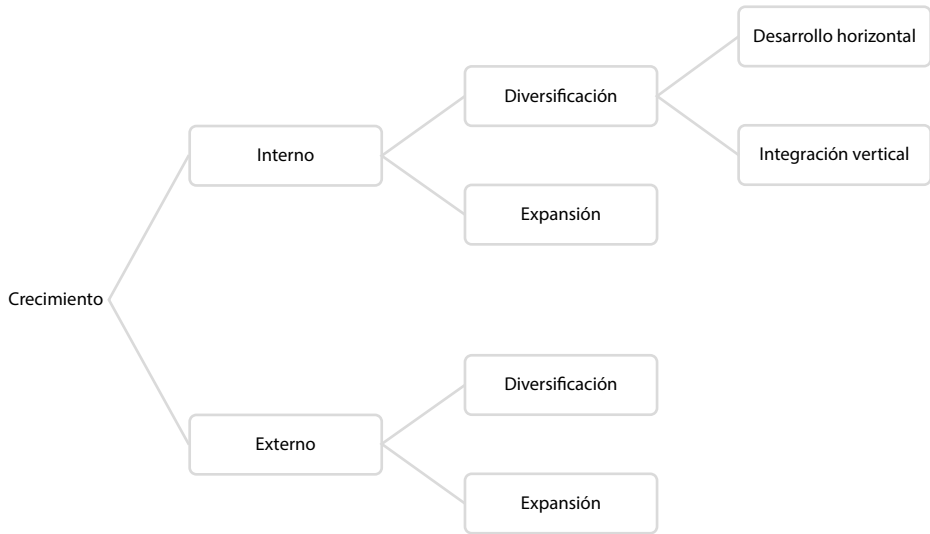 Desarrollo horizontal
Diversificación
Integración vertical
Interno
Expansión
Crecimiento
Diversificación
Externo
Expansión